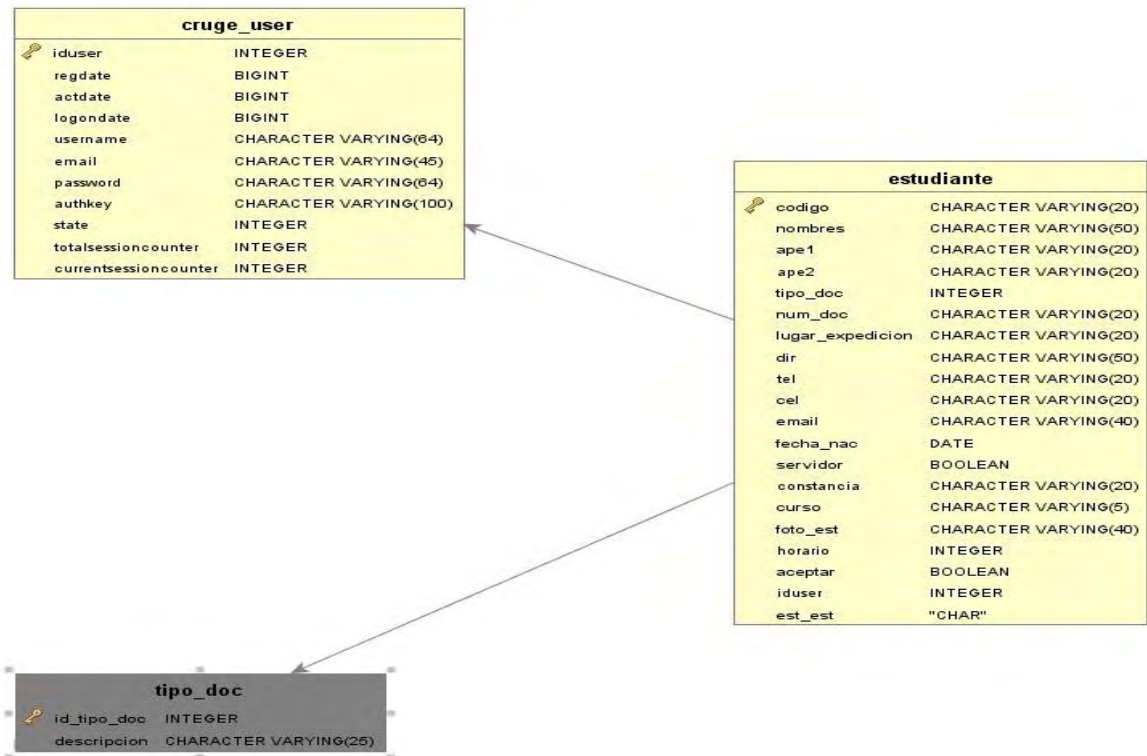 cruge_user
iduser INTEGER
regdate BIGINT
actdate BIGINT
logondate BIGINT
username CHARACTER VARYING(64)
email CHARACTER VARYING(45)
password CHARACTER VARYING(64)
authkey CHARACTER VARYING(100)
state INTEGER
totalsessioncounter INTEGER
currentsessioncounter INTEGER
estudiante
codigo CHARACTER VARYING(20)
nombres CHARACTER VARYING(50)
ape1 CHARACTER VARYING(20)
ape2 CHARACTER VARYING(20)
tipo_doc INTEGER
num_doc CHARACTER VARYING(20)
lugar_expedicion CHARACTER VARYING(20)
dir CHARACTER VARYING(50)
tel CHARACTER VARYING(20)
cel CHARACTER VARYING(20)
email CHARACTER VARYING(40)
fecha_nac DATE
servidor BOOLEAN
constancia CHARACTER VARYING(20)
curso CHARACTER VARYING(5)
foto_est CHARACTER VARYING(40)
horario INTEGER
aceptar BOOLEAN
iduser INTEGER
est_est "CHAR"
tipo_doc
id_tipo_doc INTEGER
descripcion CHARACTER VARYING(25)